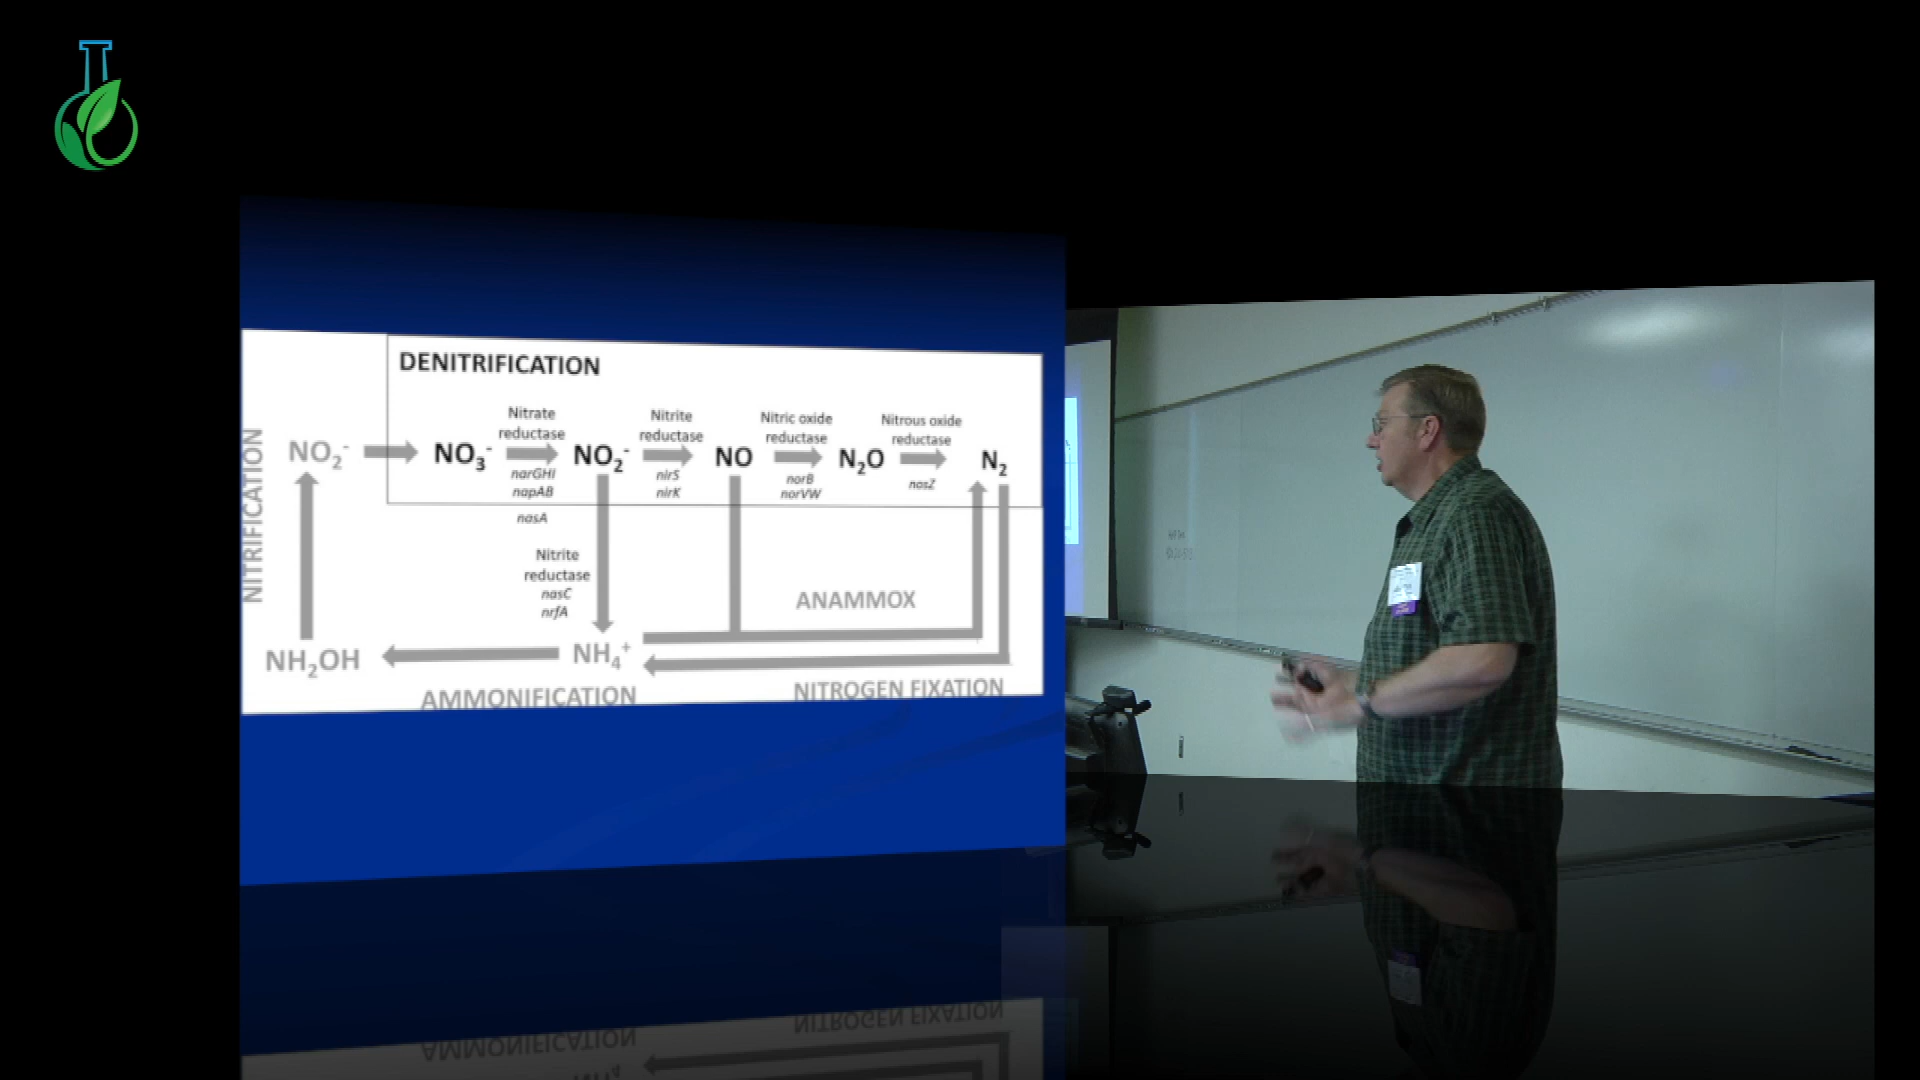 DENITRIFICATION
Nitrate reductase
Nitrite reductase
Nitric oxide reductase
Nitrous oxide reductase
NO₂⁻ NO₃⁻ NO₂⁻ NO N₂O N₂
narGHI
napAB
nirS
nirK
norB
norVW
nosZ
nasA
NITRIFICATION
Nitrite
reductase
nasC
nrfA
ANAMMOX
NH₂OH NH₄⁺
AMMONIFICATION
NITROGEN FIXATION